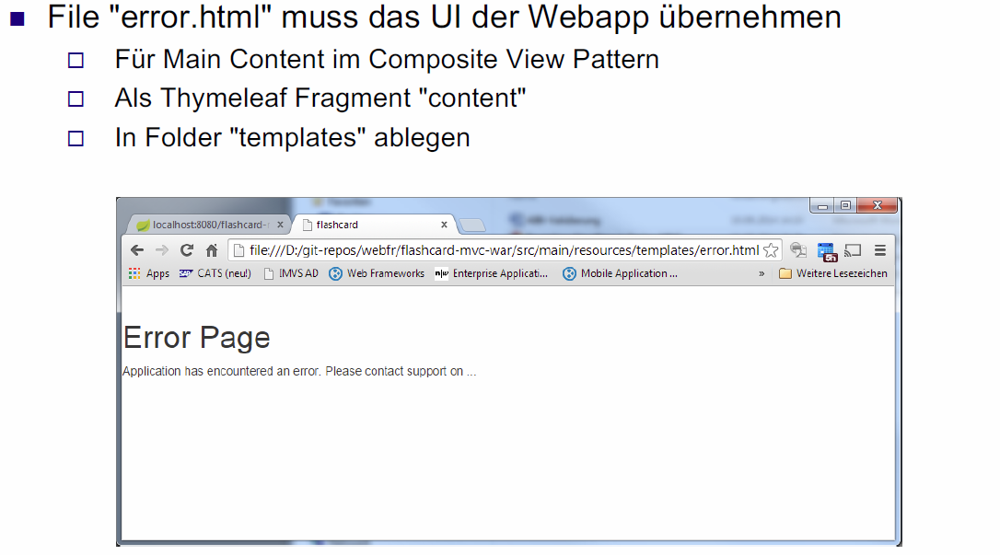 File "error.html" muss das UI der Webapp übernehmen
Für Main Content im Composite View Pattern
Als Thymeleaf Fragment "content"
In Folder "templates" ablegen
localhost:8080/flashcard- x flashcard x
file:///D:/git-repos/webfr/flashcard-mvc-war/src/main/resources/templates/error.html
Apps SAP CATS (neu!) IMVS AD Web Frameworks n|w Enterprise Applicati... Mobile Application ... » Weitere Lesezeichen
Error Page
Application has encountered an error. Please contact support on ...